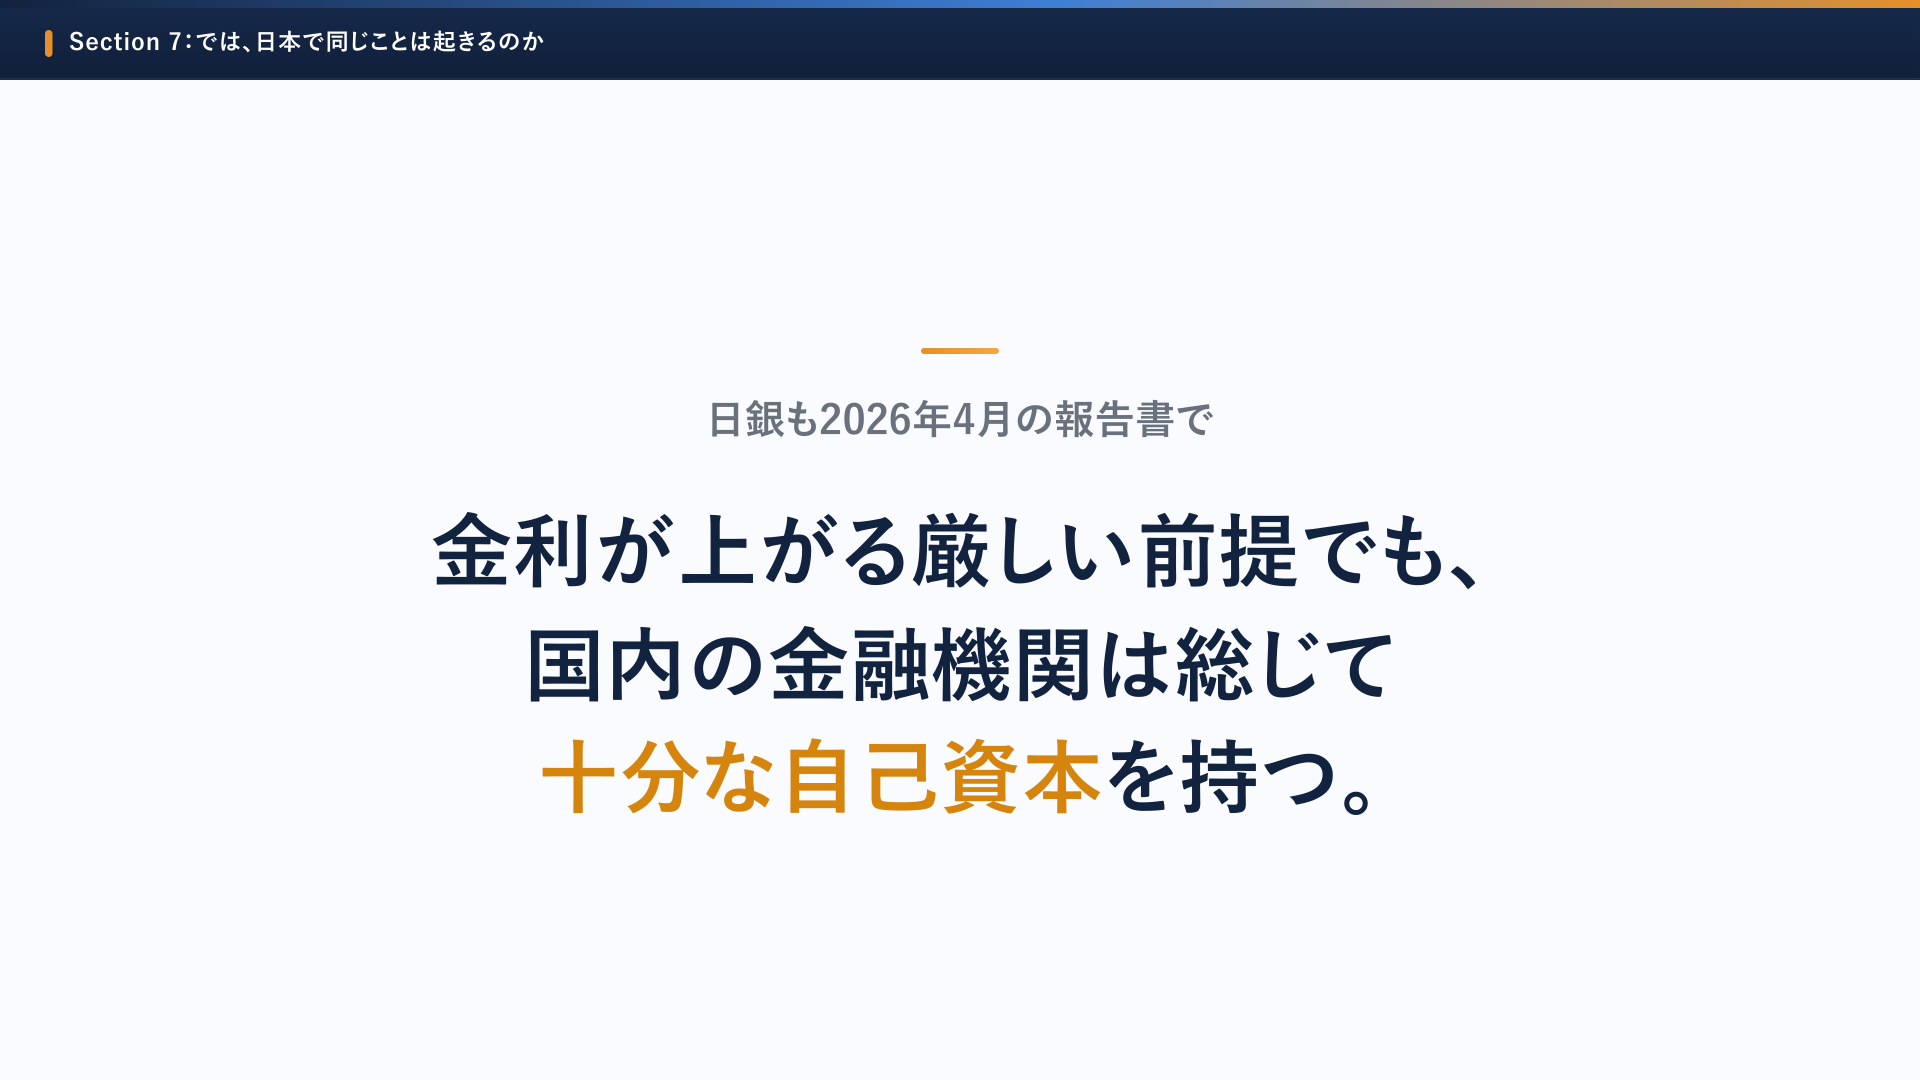 Section 7：では、日本で同じことは起きるのか
日銀も2026年4月の報告書で
金利が上がる厳しい前提でも、
国内の金融機関は総じて
十分な自己資本を持つ。